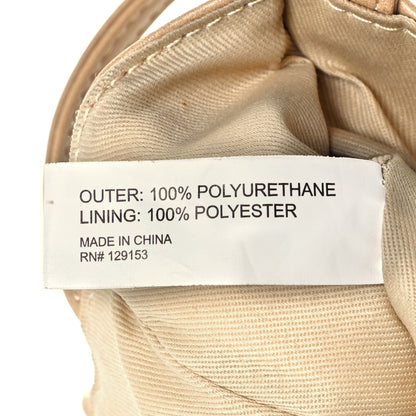 OUTER: 100% POLYURETHANE
LINING: 100% POLYESTER
MADE IN CHINA
RN# 129153